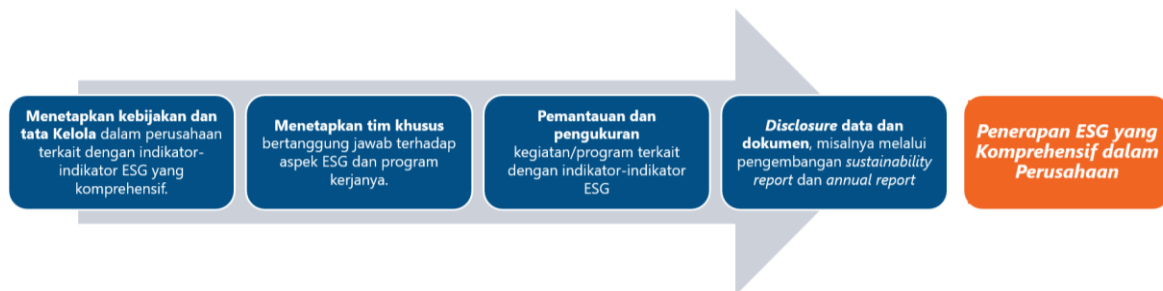 Menetapkan kebijakan dan
tata Kelola dalam perusahaan
terkait dengan indikator-
indikator ESG yang
komprehensif.
Menetapkan tim khusus
bertanggung jawab terhadap
aspek ESG dan program
kerjanya.
Pemantauan dan
pengukuran
kegiatan/program terkait
dengan indikator-indikator
ESG
Disclosure data dan
dokumen, misalnya melalui
pengembangan sustainability
report dan annual report
Penerapan ESG yang
Komprehensif dalam
Perusahaan